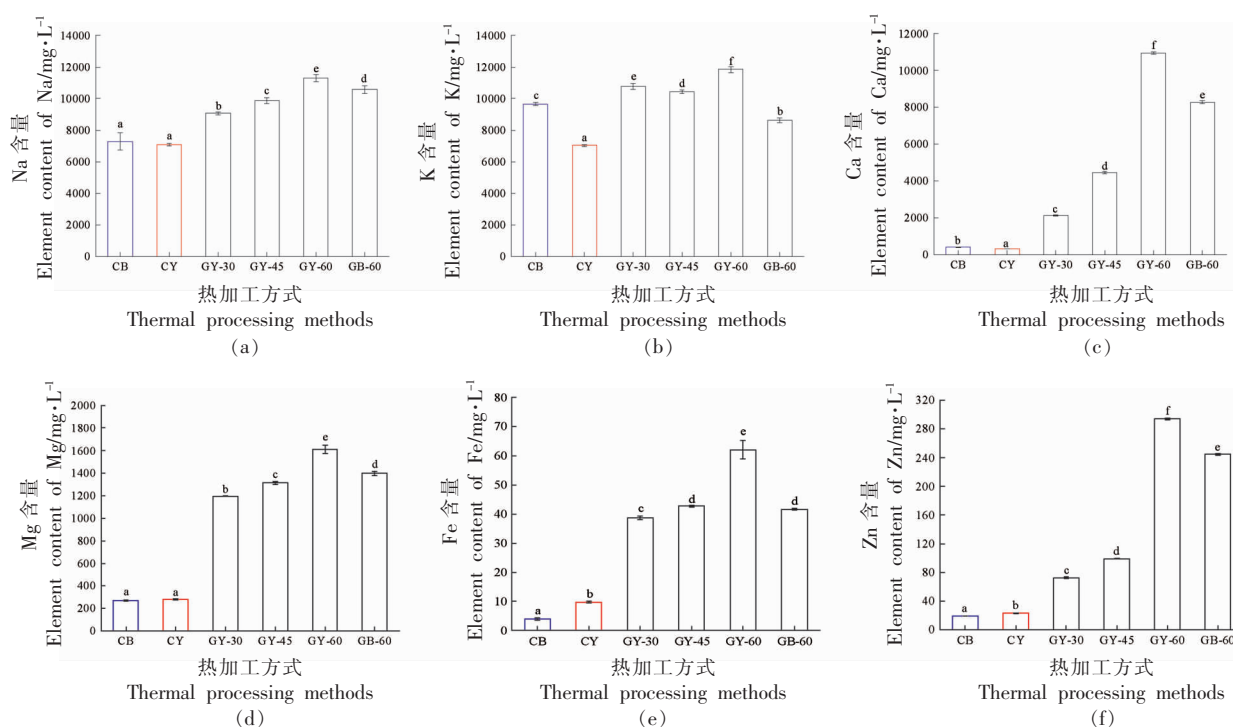 Na 含量
Element content of Na/mg·L⁻¹
14000
12000
10000
8000
6000
4000
2000
0
a
a
b
c
e
d
CB
CY
GY-30
GY-45
GY-60
GB-60
热加工方式
Thermal processing methods
(a)
K 含量
Element content of K/mg·L⁻¹
14000
12000
10000
8000
6000
4000
2000
0
c
a
e
d
f
b
CB
CY
GY-30
GY-45
GY-60
GB-60
热加工方式
Thermal processing methods
(b)
Ca 含量
Element content of Ca/mg·L⁻¹
12000
10000
8000
6000
4000
2000
0
b
a
c
d
f
e
CB
CY
GY-30
GY-45
GY-60
GB-60
热加工方式
Thermal processing methods
(c)
Mg 含量
Element content of Mg/mg·L⁻¹
2000
1800
1600
1400
1200
1000
800
600
400
200
0
a
a
b
c
e
d
CB
CY
GY-30
GY-45
GY-60
GB-60
热加工方式
Thermal processing methods
(d)
Fe 含量
Element content of Fe/mg·L⁻¹
80
70
60
50
40
30
20
10
0
a
b
c
d
e
d
CB
CY
GY-30
GY-45
GY-60
GB-60
热加工方式
Thermal processing methods
(e)
Zn 含量
Element content of Zn/mg·L⁻¹
320
280
240
200
160
120
80
40
0
a
b
c
d
f
e
CB
CY
GY-30
GY-45
GY-60
GB-60
热加工方式
Thermal processing methods
(f)